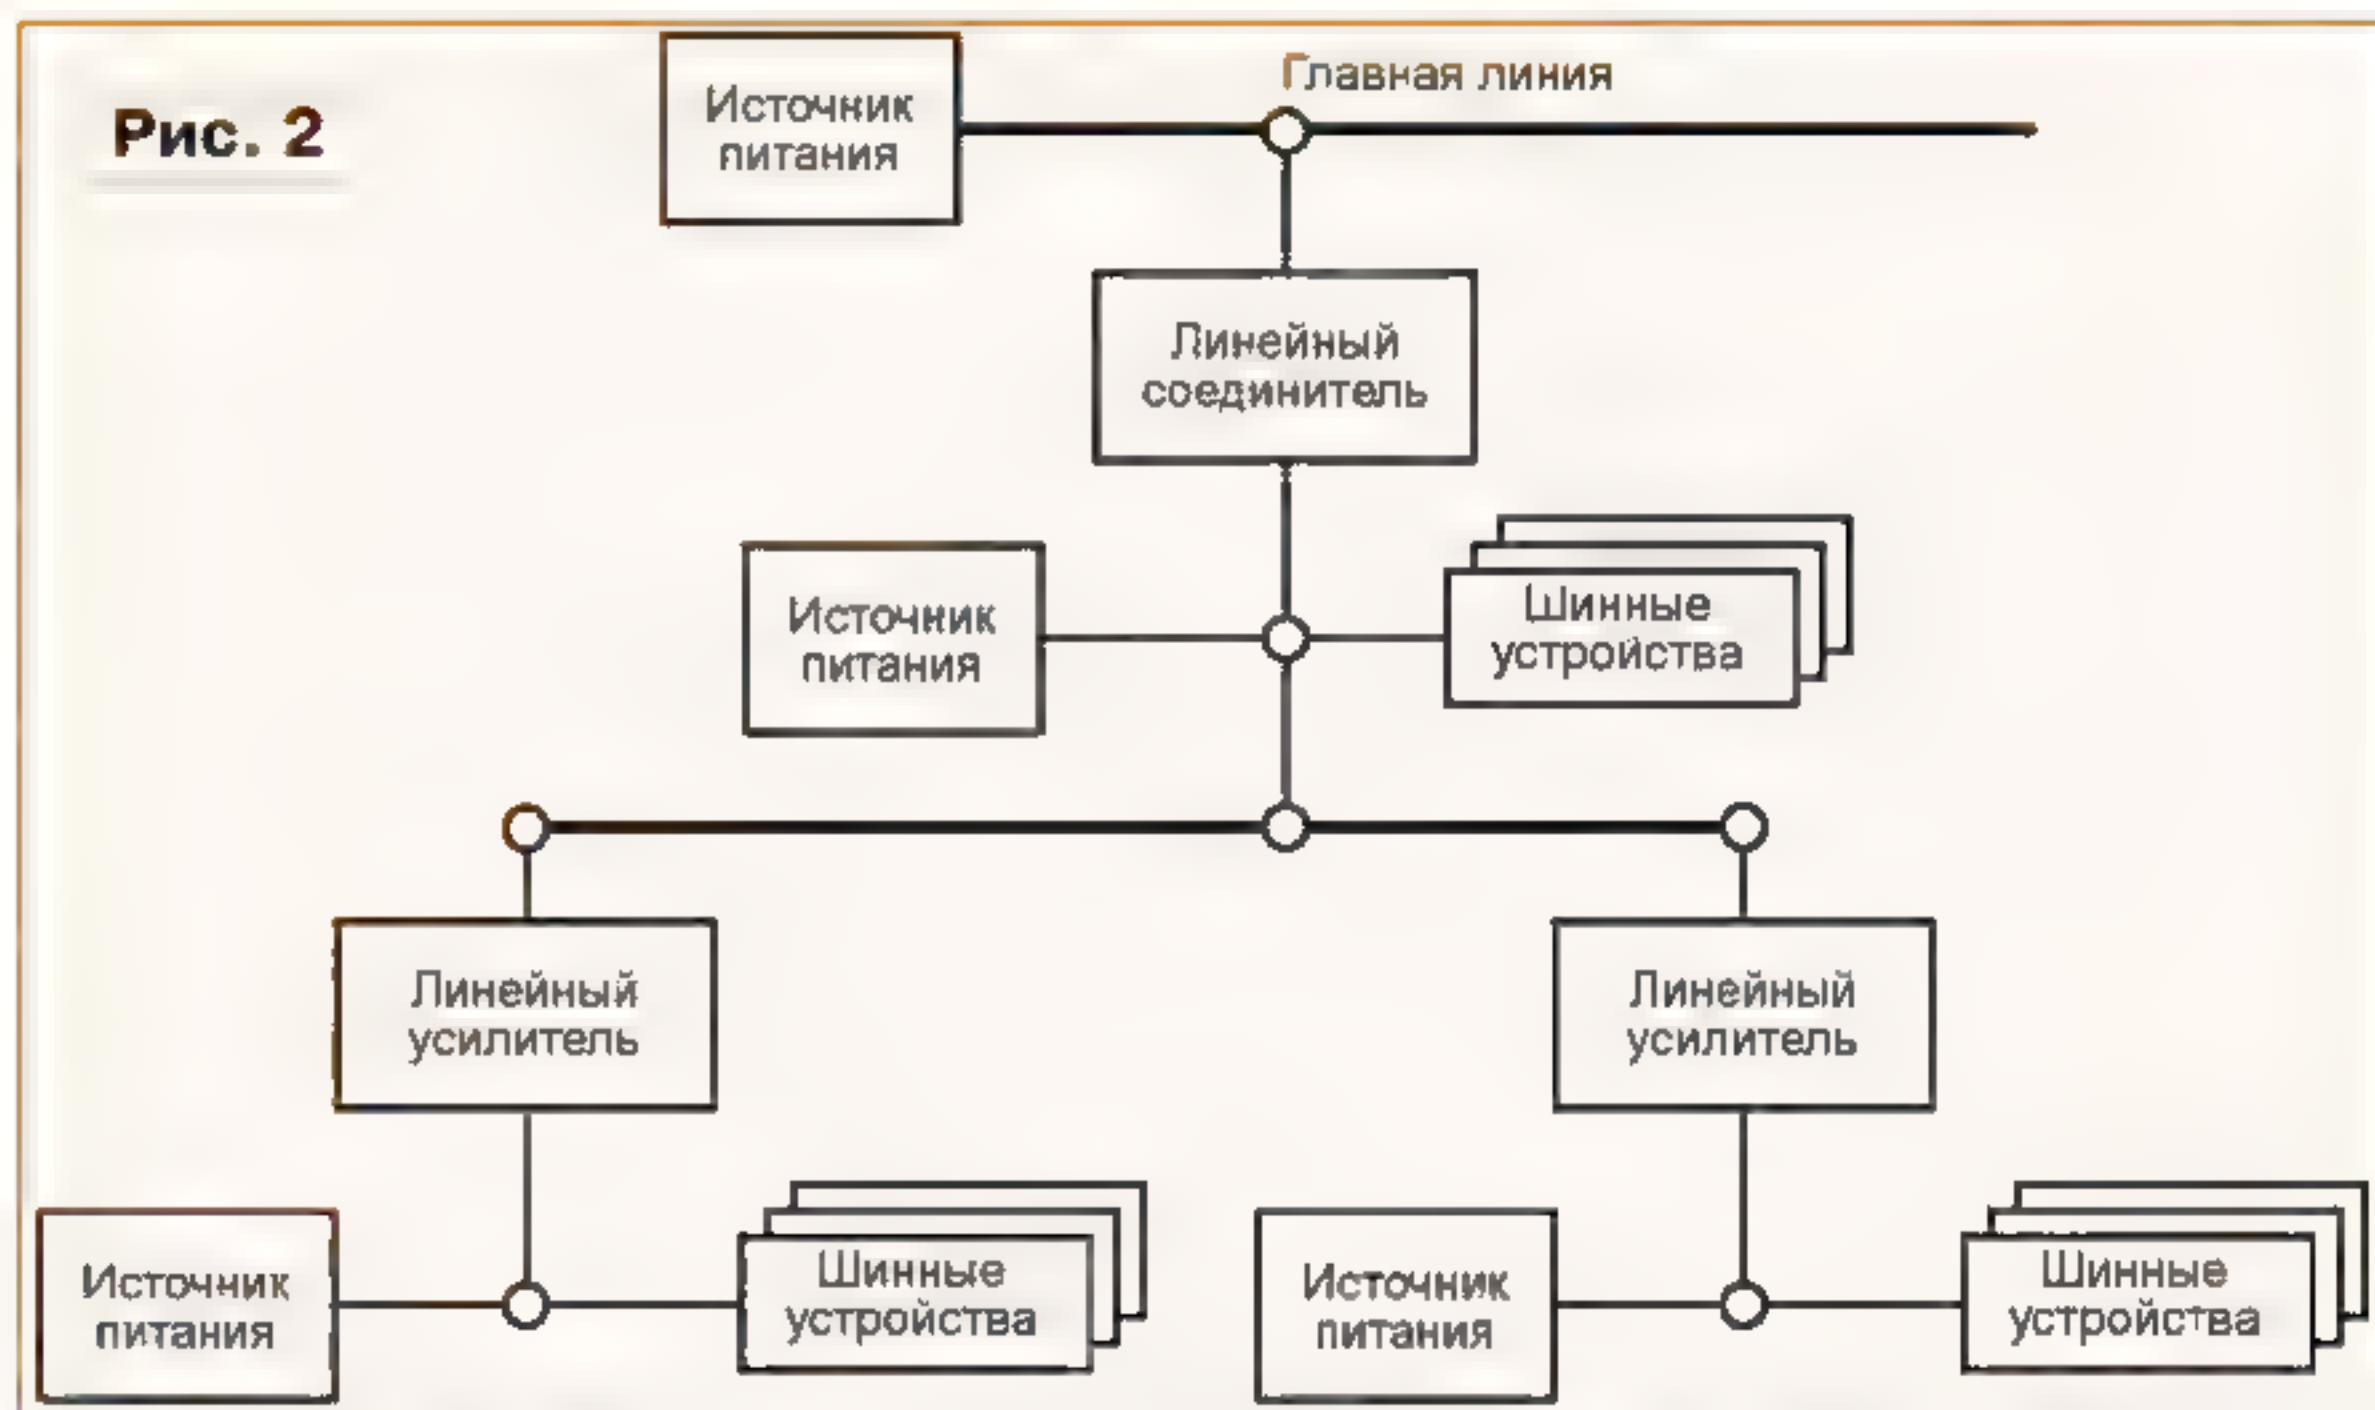 Рис. 2
Источник
питания
Главная линия
Линейный
соединитель
Источник
питания
Шинные
устройства
Линейный
усилитель
Линейный
усилитель
Источник
питания
Шинные
устройства
Источник
питания
Шинные
устройства